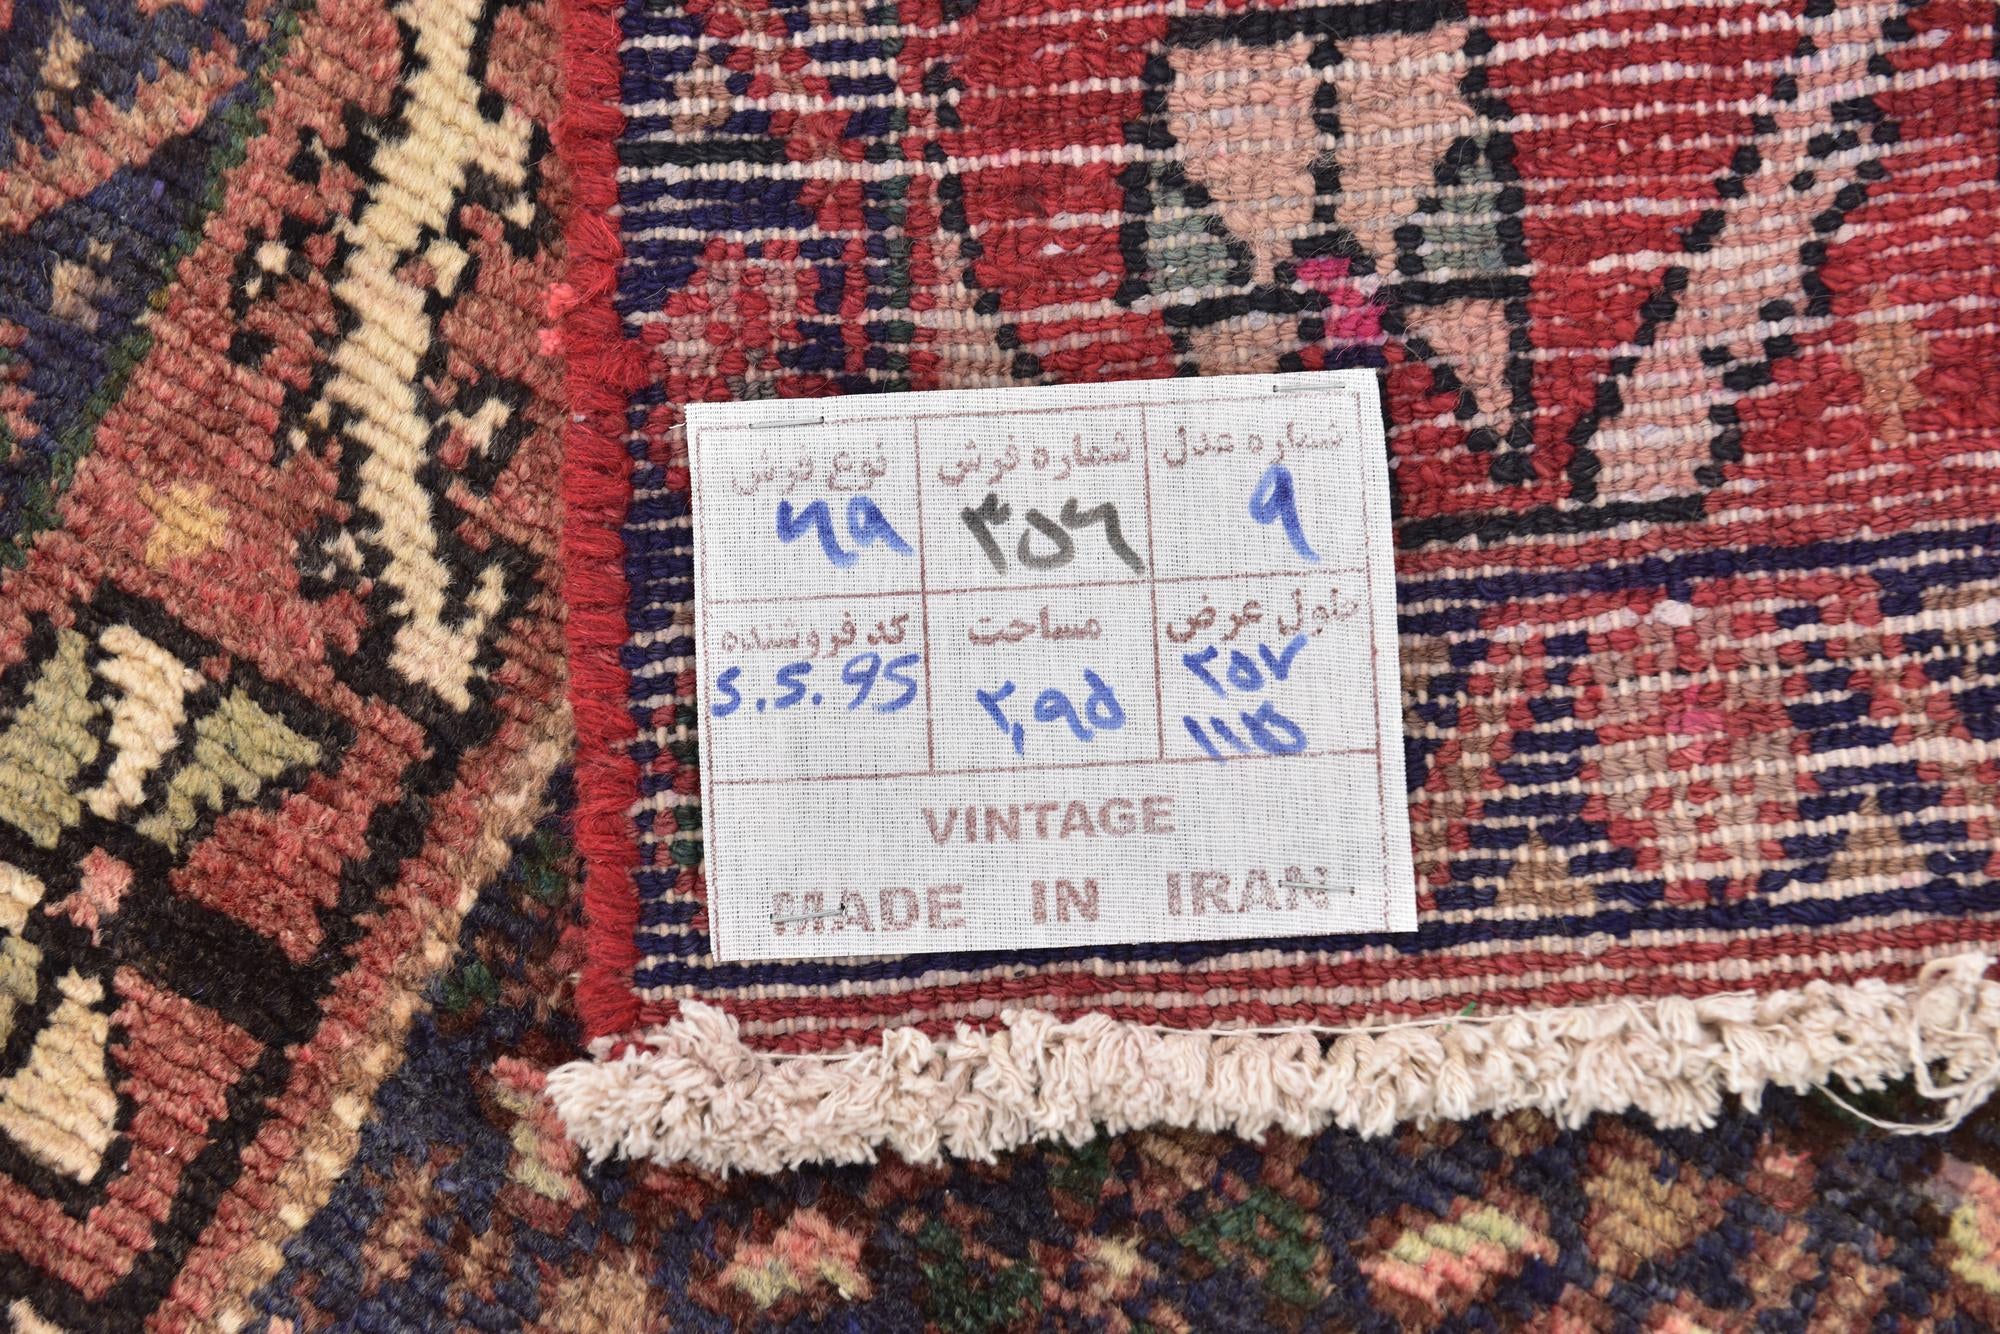 شماره عدل
۹
شماره فرش
۳۵۶
نوع فرش
۶۹
طول عرض
۲۵۷
۱۱۵
مساحت
۲,۹۵
کد فروشنده
S.S.95
VINTAGE
MADE IN IRAN